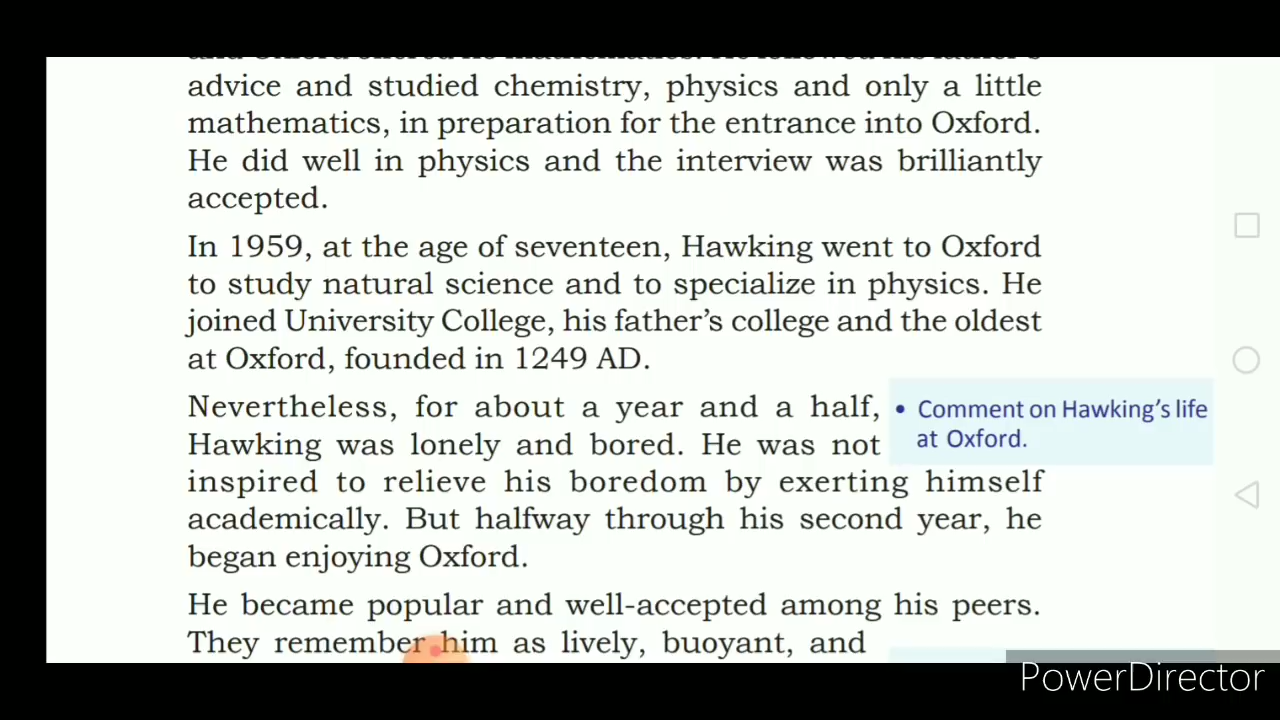 advice and studied chemistry, physics and only a little
mathematics, in preparation for the entrance into Oxford.
He did well in physics and the interview was brilliantly
accepted.
In 1959, at the age of seventeen, Hawking went to Oxford
to study natural science and to specialize in physics. He
joined University College, his father's college and the oldest
at Oxford, founded in 1249 AD.
Nevertheless, for about a year and a half,
Hawking was lonely and bored. He was not
inspired to relieve his boredom by exerting himself
academically. But halfway through his second year, he
began enjoying Oxford.
• Comment on Hawking's life
at Oxford.
He became popular and well-accepted among his peers.
They remember him as lively, buoyant, and
PowerDirector